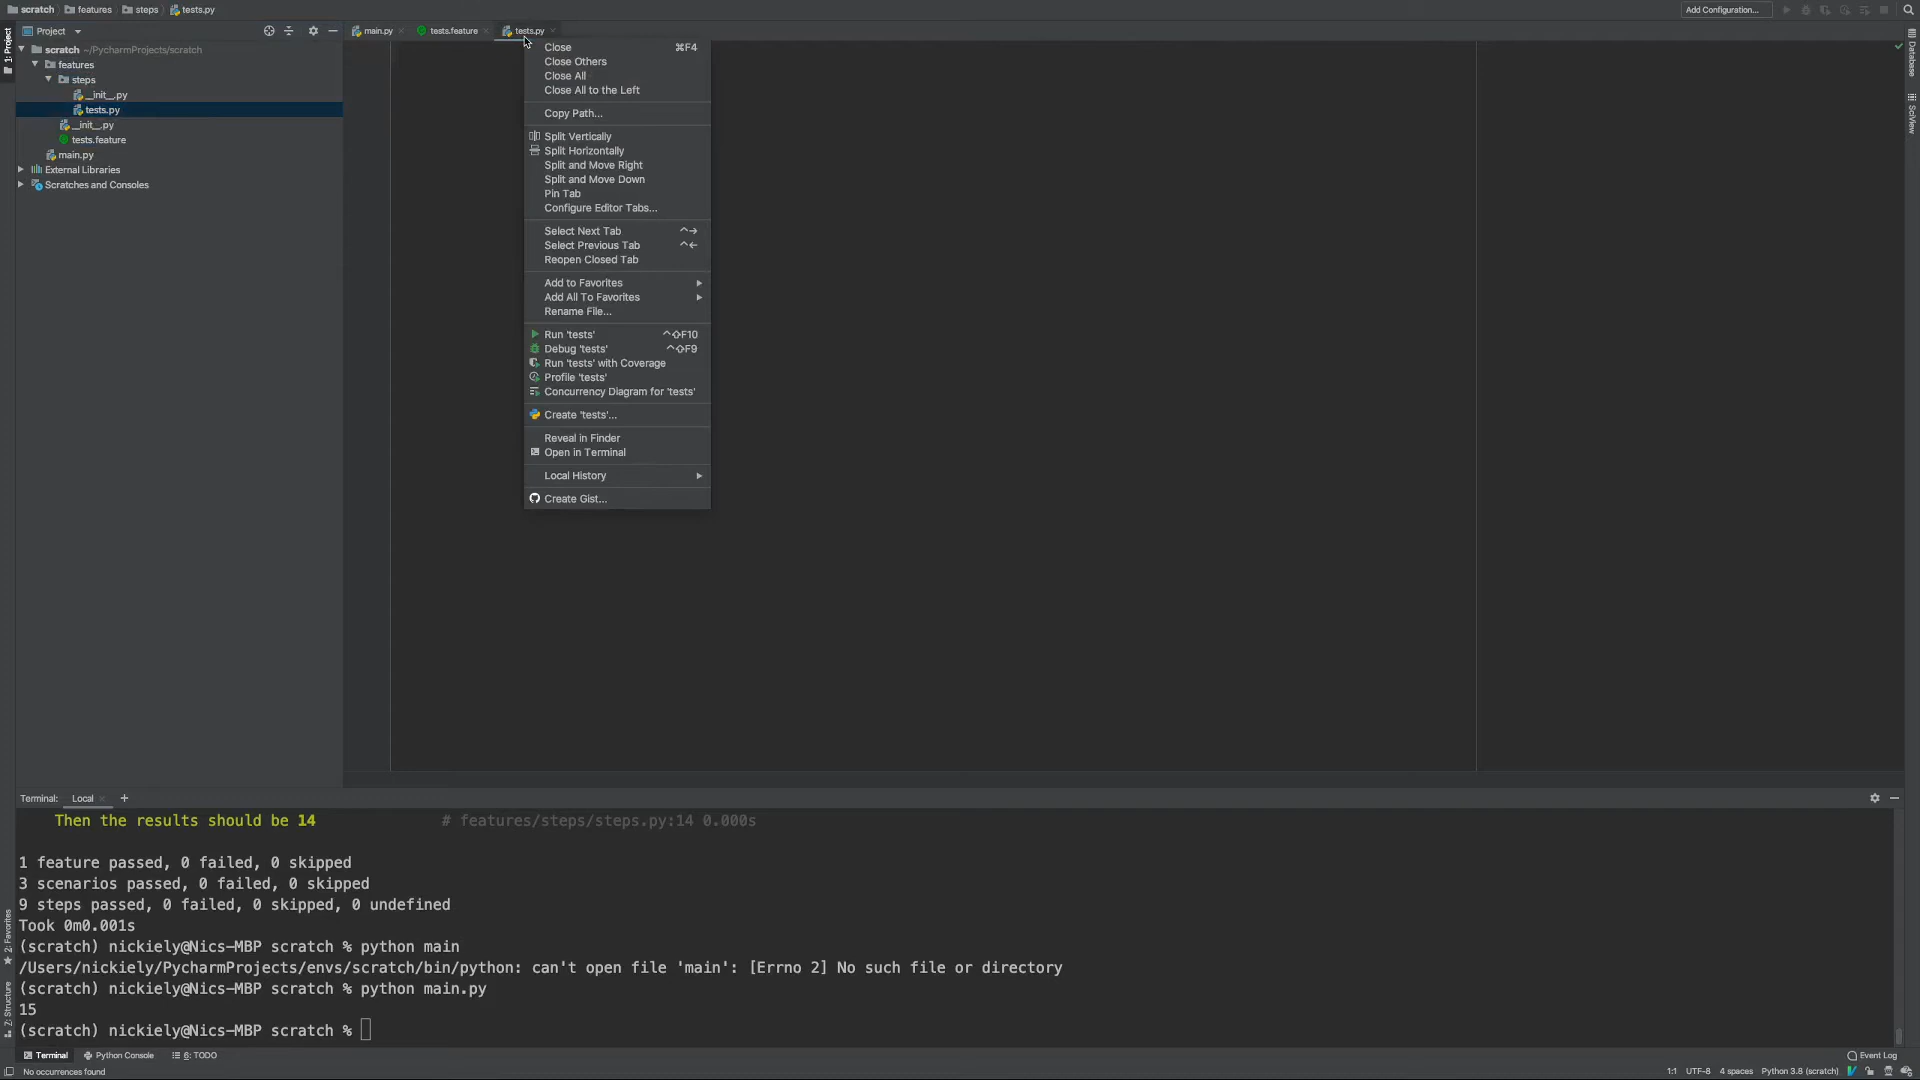 scratch features steps tests.py
Add Configuration...
1: Project
Project
main.py
tests.feature
tests.py
scratch ~/PycharmProjects/scratch
features
steps
__init__.py
tests.py
__init__.py
tests.feature
main.py
External Libraries
Scratches and Consoles
Close ⌘F4
Close Others
Close All
Close All to the Left
Copy Path...
Split Vertically
Split Horizontally
Split and Move Right
Split and Move Down
Pin Tab
Configure Editor Tabs...
Select Next Tab ^→
Select Previous Tab ^←
Reopen Closed Tab
Add to Favorites
Add All To Favorites
Rename File...
Run 'tests' ^⇧F10
Debug 'tests' ^⇧F9
Run 'tests' with Coverage
Profile 'tests'
Concurrency Diagram for 'tests'
Create 'tests'...
Reveal in Finder
Open in Terminal
Local History
Create Gist...
Database
SciView
Terminal: Local +
Then the results should be 14 # features/steps/steps.py:14 0.000s
1 feature passed, 0 failed, 0 skipped
3 scenarios passed, 0 failed, 0 skipped
9 steps passed, 0 failed, 0 skipped, 0 undefined
Took 0m0.001s
(scratch) nickiely@Nics-MBP scratch % python main
/Users/nickiely/PycharmProjects/envs/scratch/bin/python: can't open file 'main': [Errno 2] No such file or directory
(scratch) nickiely@Nics-MBP scratch % python main.py
15
(scratch) nickiely@Nics-MBP scratch %
2: Favorites
Z: Structure
Terminal Python Console 6: TODO
Event Log
No occurrences found
1:1 UTF-8 4 spaces Python 3.8 (scratch)